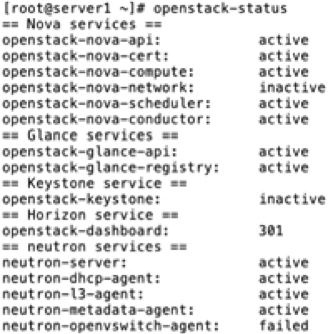 [root@server1 ~]# openstack-status
== Nova services ==
openstack-nova-api: active
openstack-nova-cert: active
openstack-nova-compute: active
openstack-nova-network: inactive
openstack-nova-scheduler: active
openstack-nova-conductor: active
== Glance services ==
openstack-glance-api: active
openstack-glance-registry: active
== Keystone service ==
openstack-keystone: inactive
== Horizon service ==
openstack-dashboard: 301
== neutron services ==
neutron-server: active
neutron-dhcp-agent: active
neutron-l3-agent: active
neutron-metadata-agent: active
neutron-openvswitch-agent: failed